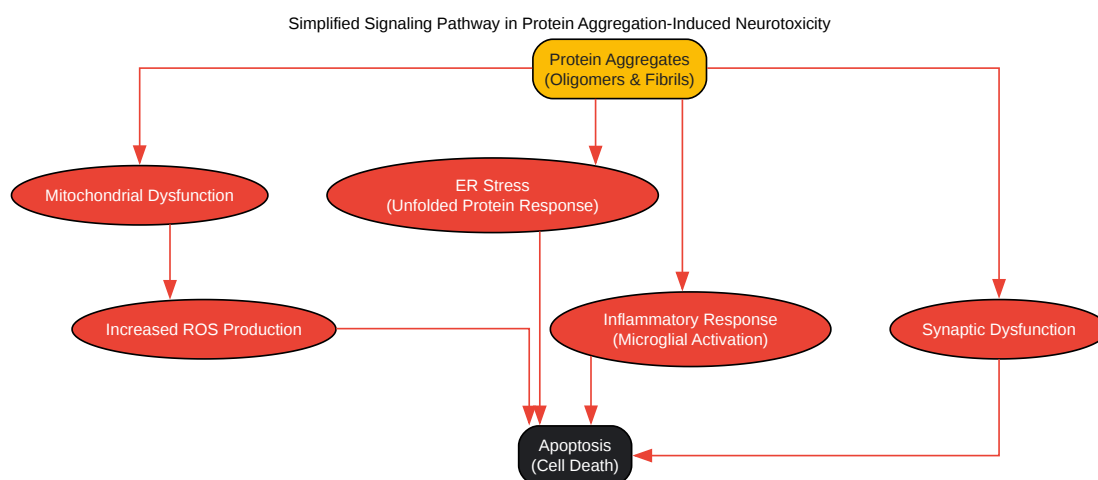 Simplified Signaling Pathway in Protein Aggregation-Induced Neurotoxicity
Protein Aggregates
(Oligomers & Fibrils)
Mitochondrial Dysfunction
ER Stress
(Unfolded Protein Response)
Increased ROS Production
Inflammatory Response
(Microglial Activation)
Synaptic Dysfunction
Apoptosis
(Cell Death)